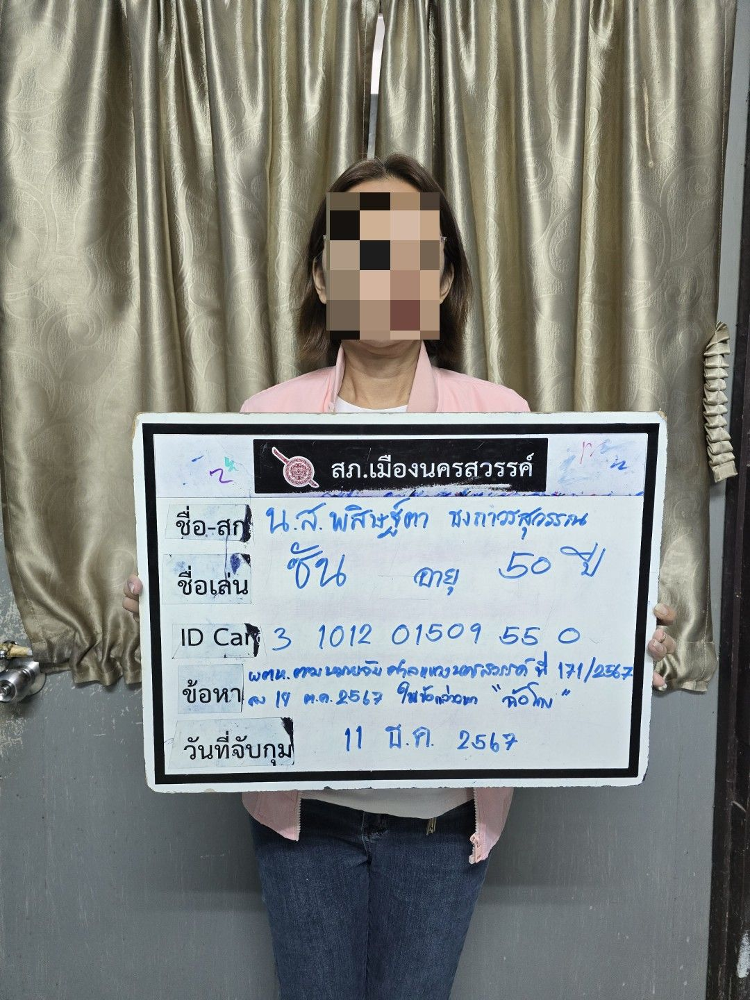 สภ.เมืองนครสวรรค์
ชื่อ-สก น.ส.พสิษฐ์ตา ธงถาวรสุวรรณ
ชื่อเล่น ซัน อายุ 50 ปี
ID Car 3 1012 01509 55 0
ข้อหา ผตห.ตามหมายจับ ศาลแขวงนครสวรรค์ ที่ 171/2567
ลง 18 ต.ค. 2567 ในข้อกล่าวหา "ฉ้อโกง"
วันที่จับกุม 11 ธ.ค. 2567